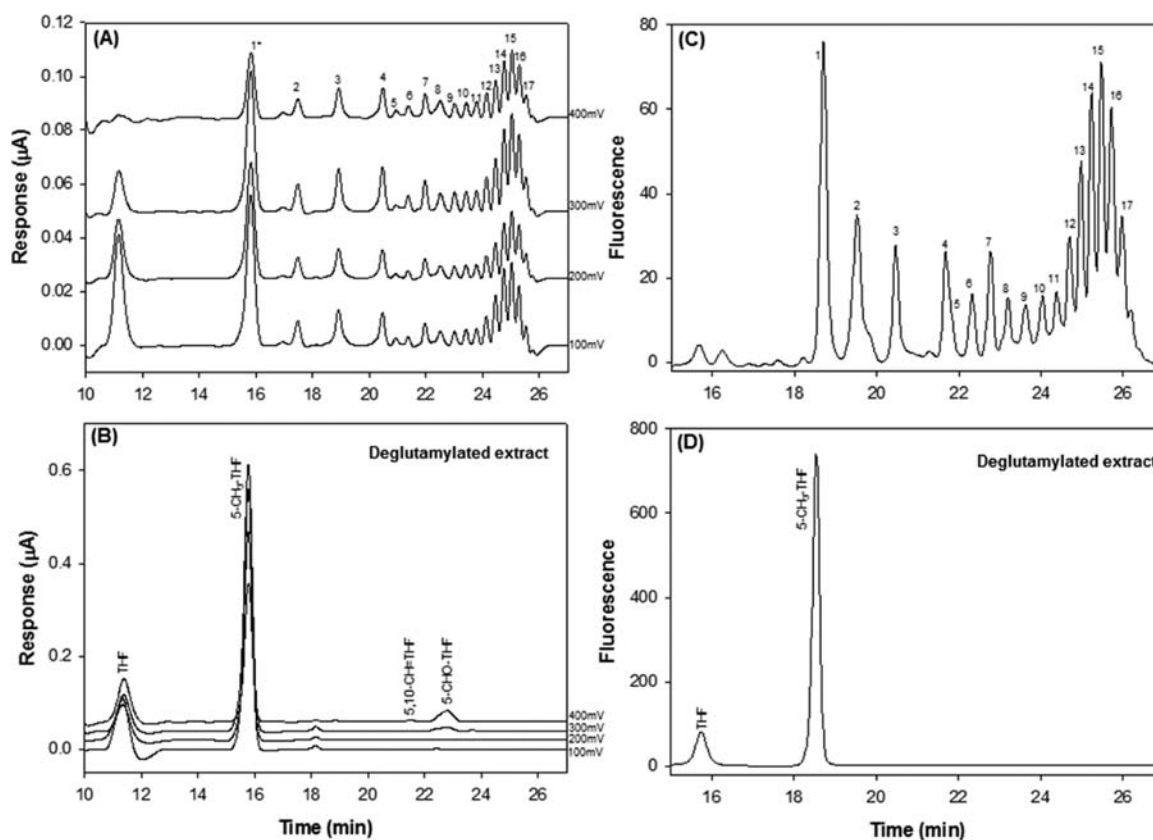 (A)
Response (µA)
0.12
0.10
0.08
0.06
0.04
0.02
0.00
1*
2
3
4
5
6
7
8
9
10
11
12
13
14
15
16
17
400mV
300mV
200mV
100mV
10 12 14 16 18 20 22 24 26
(B)
Deglutamylated extract
Response (µA)
0.6
0.4
0.2
0.0
THF
5-CH3-THF
5,10-CH=THF
5-CHO-THF
400mV
300mV
200mV
100mV
10 12 14 16 18 20 22 24 26
Time (min)
(C)
Fluorescence
80
60
40
20
0
1
2
3
4
5
6
7
8
9
10
11
12
13
14
15
16
17
16 18 20 22 24 26
(D)
Deglutamylated extract
Fluorescence
800
600
400
200
0
THF
5-CH3-THF
16 18 20 22 24 26
Time (min)